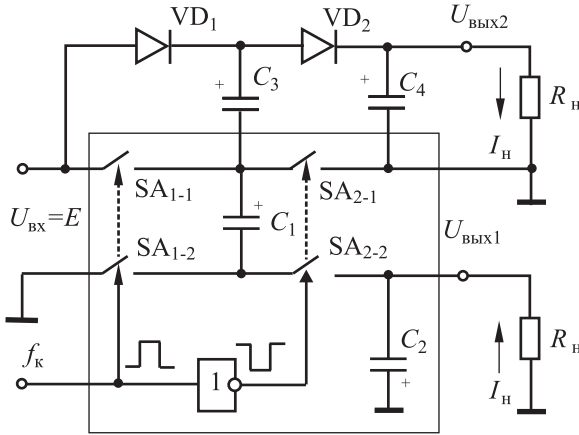 VD₁ VD₂ Uвых2
+ C₃ + C₄ Rн
Iн
SA₁₋₁ + C₁ SA₂₋₁
Uвх=E SA₁₋₂ SA₂₋₂ Uвых1
fк 1 C₂ + Iн Rн